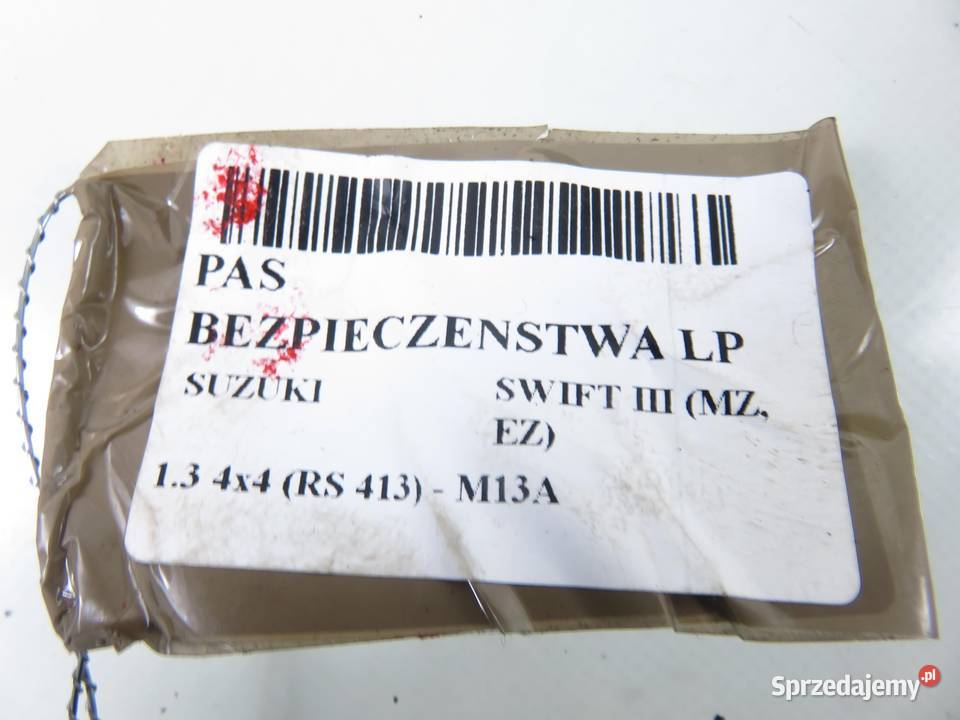 PAS
BEZPIECZENSTWA LP
SUZUKI SWIFT III (MZ,
EZ)
1.3 4x4 (RS 413) - M13A
Sprzedajemy.pl